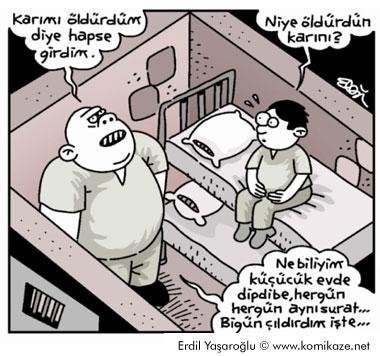 Karımı öldürdüm
diye hapse
girdim.
Niye öldürdün
karını?
Ne biliyim
küçücük evde
dipdibe, hergün
hergün aynı surat...
Bigün çıldırdım işte...
Erdil Yaşaroğlu © www.komikaze.net